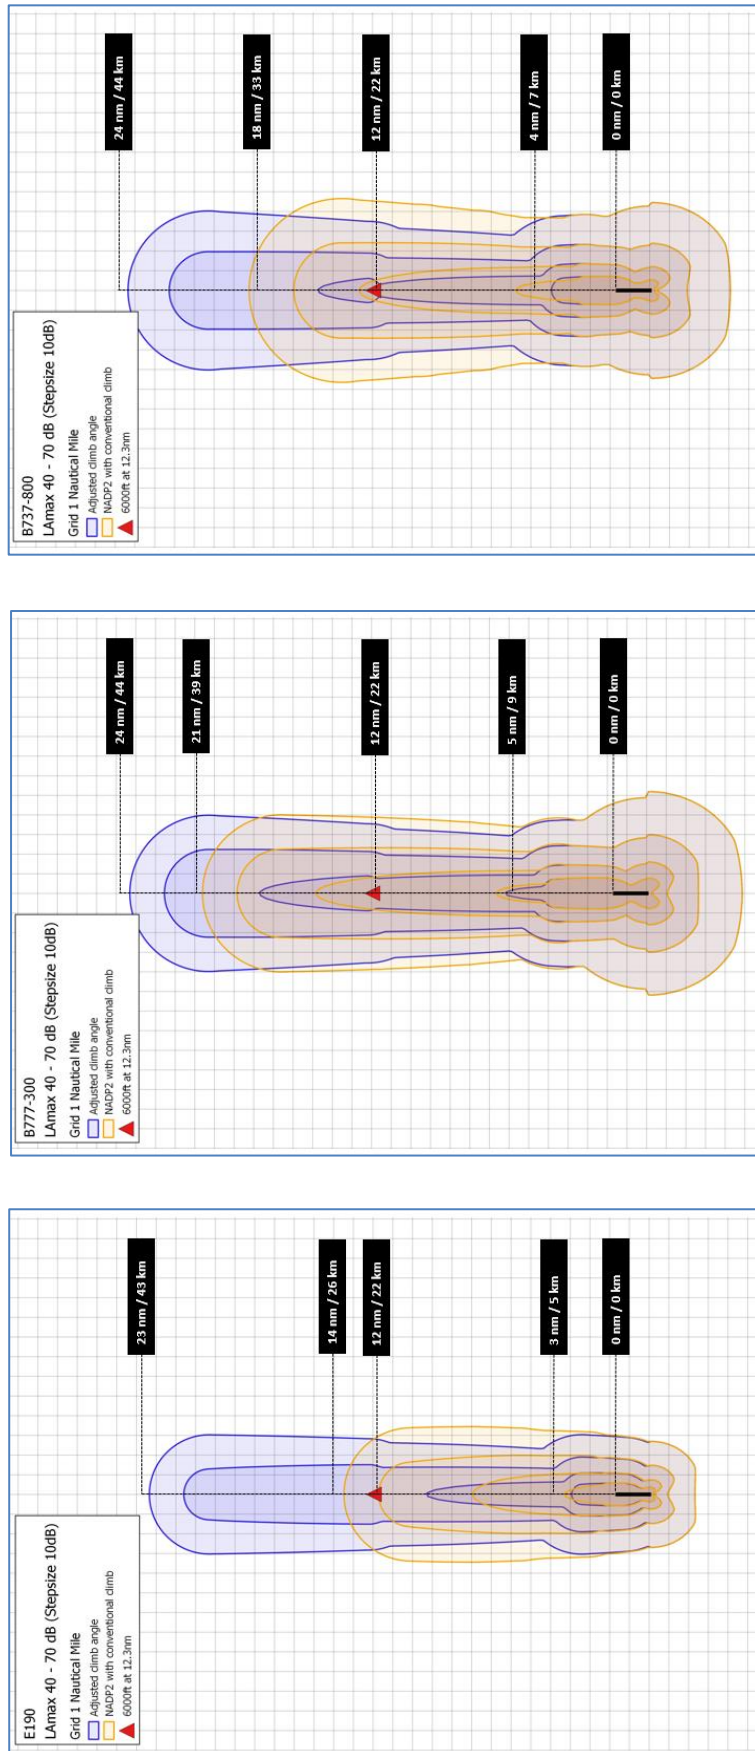 B737-800
LAmax 40 - 70 dB (Stepsize 10dB)
Grid 1 Nautical Mile
Adjusted climb angle
NADP2 with conventional climb
6000ft at 12.3nm
24 nm / 44 km
18 nm / 33 km
12 nm / 22 km
4 nm / 7 km
0 nm / 0 km
B777-300
LAmax 40 - 70 dB (Stepsize 10dB)
Grid 1 Nautical Mile
Adjusted climb angle
NADP2 with conventional climb
6000ft at 12.3nm
24 nm / 44 km
21 nm / 39 km
12 nm / 22 km
5 nm / 9 km
0 nm / 0 km
E190
LAmax 40 - 70 dB (Stepsize 10dB)
Grid 1 Nautical Mile
Adjusted climb angle
NADP2 with conventional climb
6000ft at 12.3nm
23 nm / 43 km
14 nm / 26 km
12 nm / 22 km
3 nm / 5 km
0 nm / 0 km